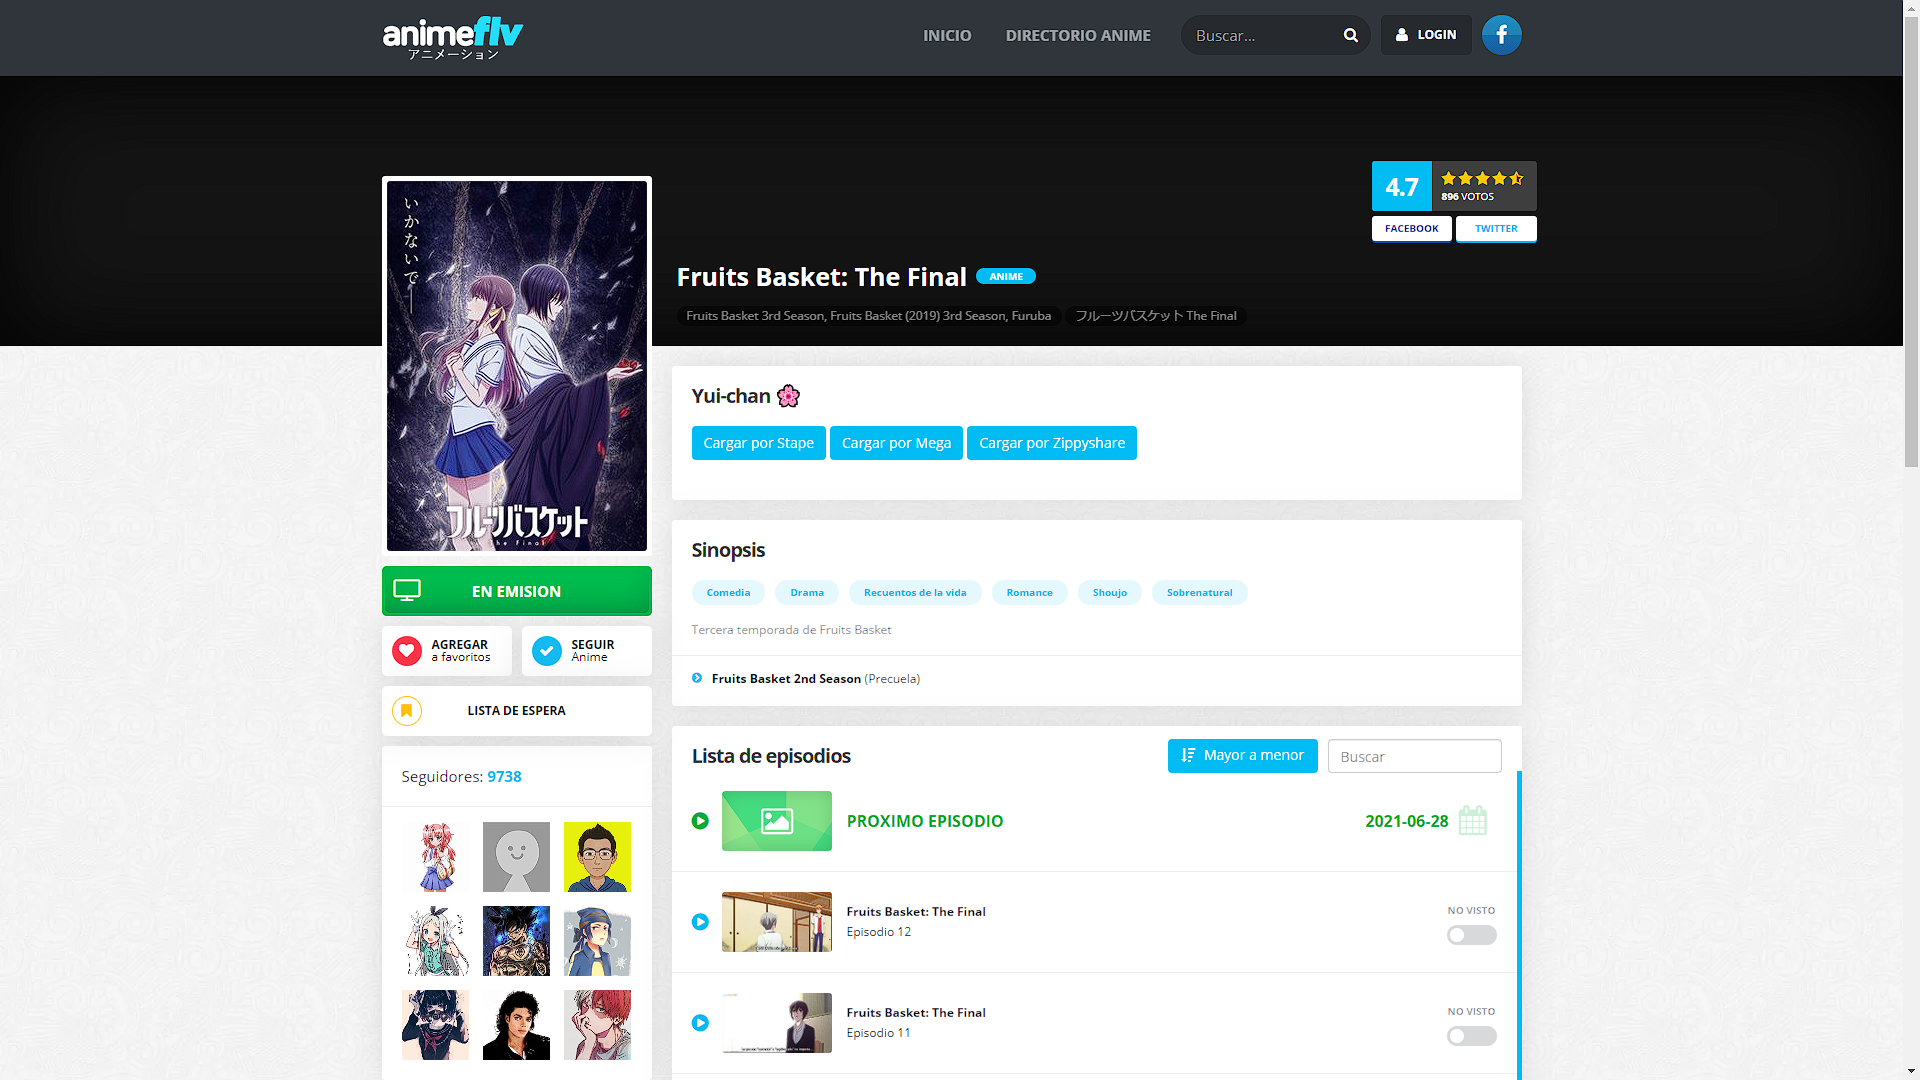 animeflv
アニメーション
INICIO
DIRECTORIO ANIME
Buscar...
LOGIN
4.7
896 VOTOS
FACEBOOK
TWITTER
いかないで──
フルーツバスケット
The Final
Fruits Basket: The Final
ANIME
Fruits Basket 3rd Season, Fruits Basket (2019) 3rd Season, Furuba
フルーツバスケット The Final
Yui-chan 🌸
Cargar por Stape
Cargar por Mega
Cargar por Zippyshare
Sinopsis
Comedia
Drama
Recuentos de la vida
Romance
Shoujo
Sobrenatural
Tercera temporada de Fruits Basket
Fruits Basket 2nd Season (Precuela)
EN EMISION
AGREGAR
a favoritos
SEGUIR
Anime
LISTA DE ESPERA
Seguidores: 9738
Lista de episodios
Mayor a menor
Buscar
PROXIMO EPISODIO
2021-06-28
Fruits Basket: The Final
Episodio 12
NO VISTO
Fruits Basket: The Final
Episodio 11
NO VISTO